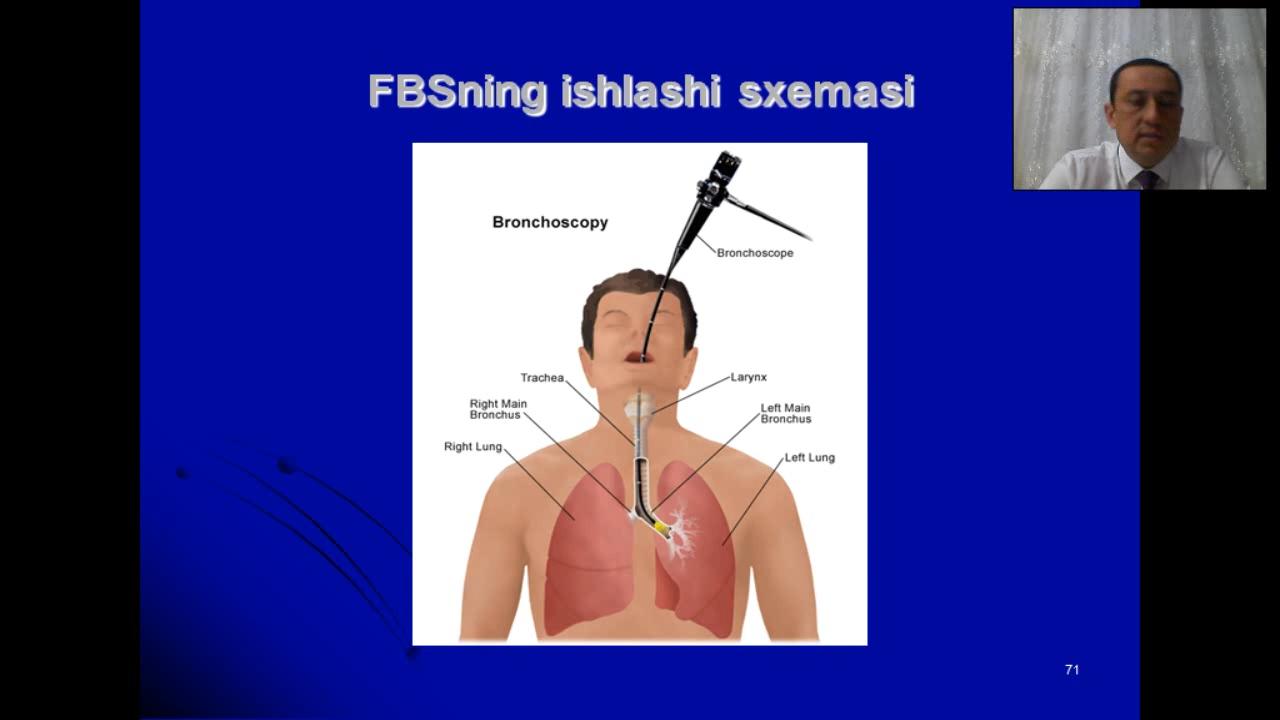 FBSning ishlashi sxemasi
Bronchoscopy
Bronchoscope
Trachea
Larynx
Right Main
Bronchus
Left Main
Bronchus
Right Lung
Left Lung
71